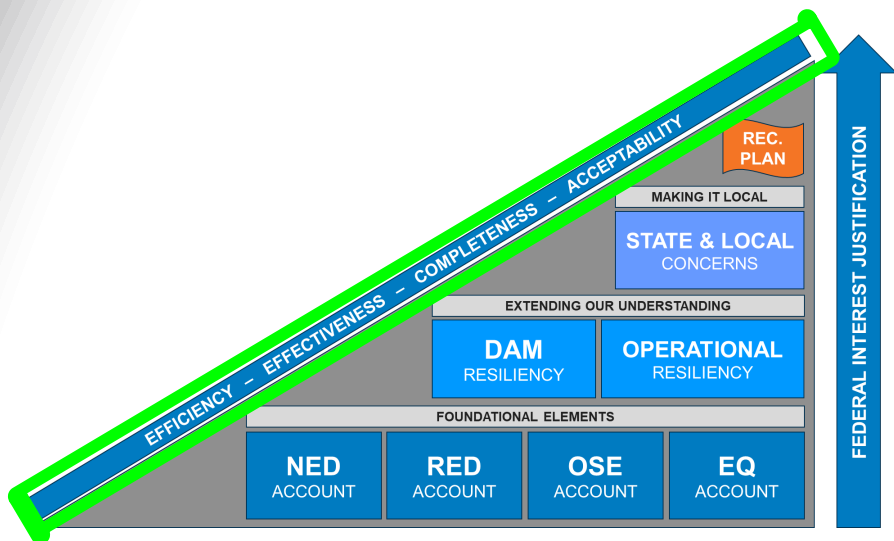 EFFICIENCY – EFFECTIVENESS – COMPLETENESS – ACCEPTABILITY
REC.
PLAN
MAKING IT LOCAL
STATE & LOCAL
CONCERNS
EXTENDING OUR UNDERSTANDING
DAM
RESILIENCY
OPERATIONAL
RESILIENCY
FOUNDATIONAL ELEMENTS
NED
ACCOUNT
RED
ACCOUNT
OSE
ACCOUNT
EQ
ACCOUNT
FEDERAL INTEREST JUSTIFICATION